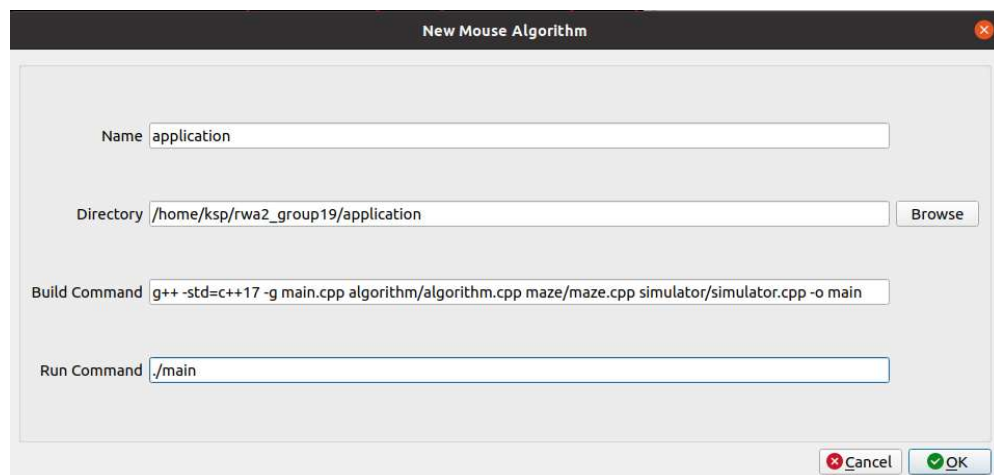 New Mouse Algorithm
Name application
Directory /home/ksp/rwa2_group19/application Browse
Build Command g++ -std=c++17 -g main.cpp algorithm/algorithm.cpp maze/maze.cpp simulator/simulator.cpp -o main
Run Command ./main
Cancel OK